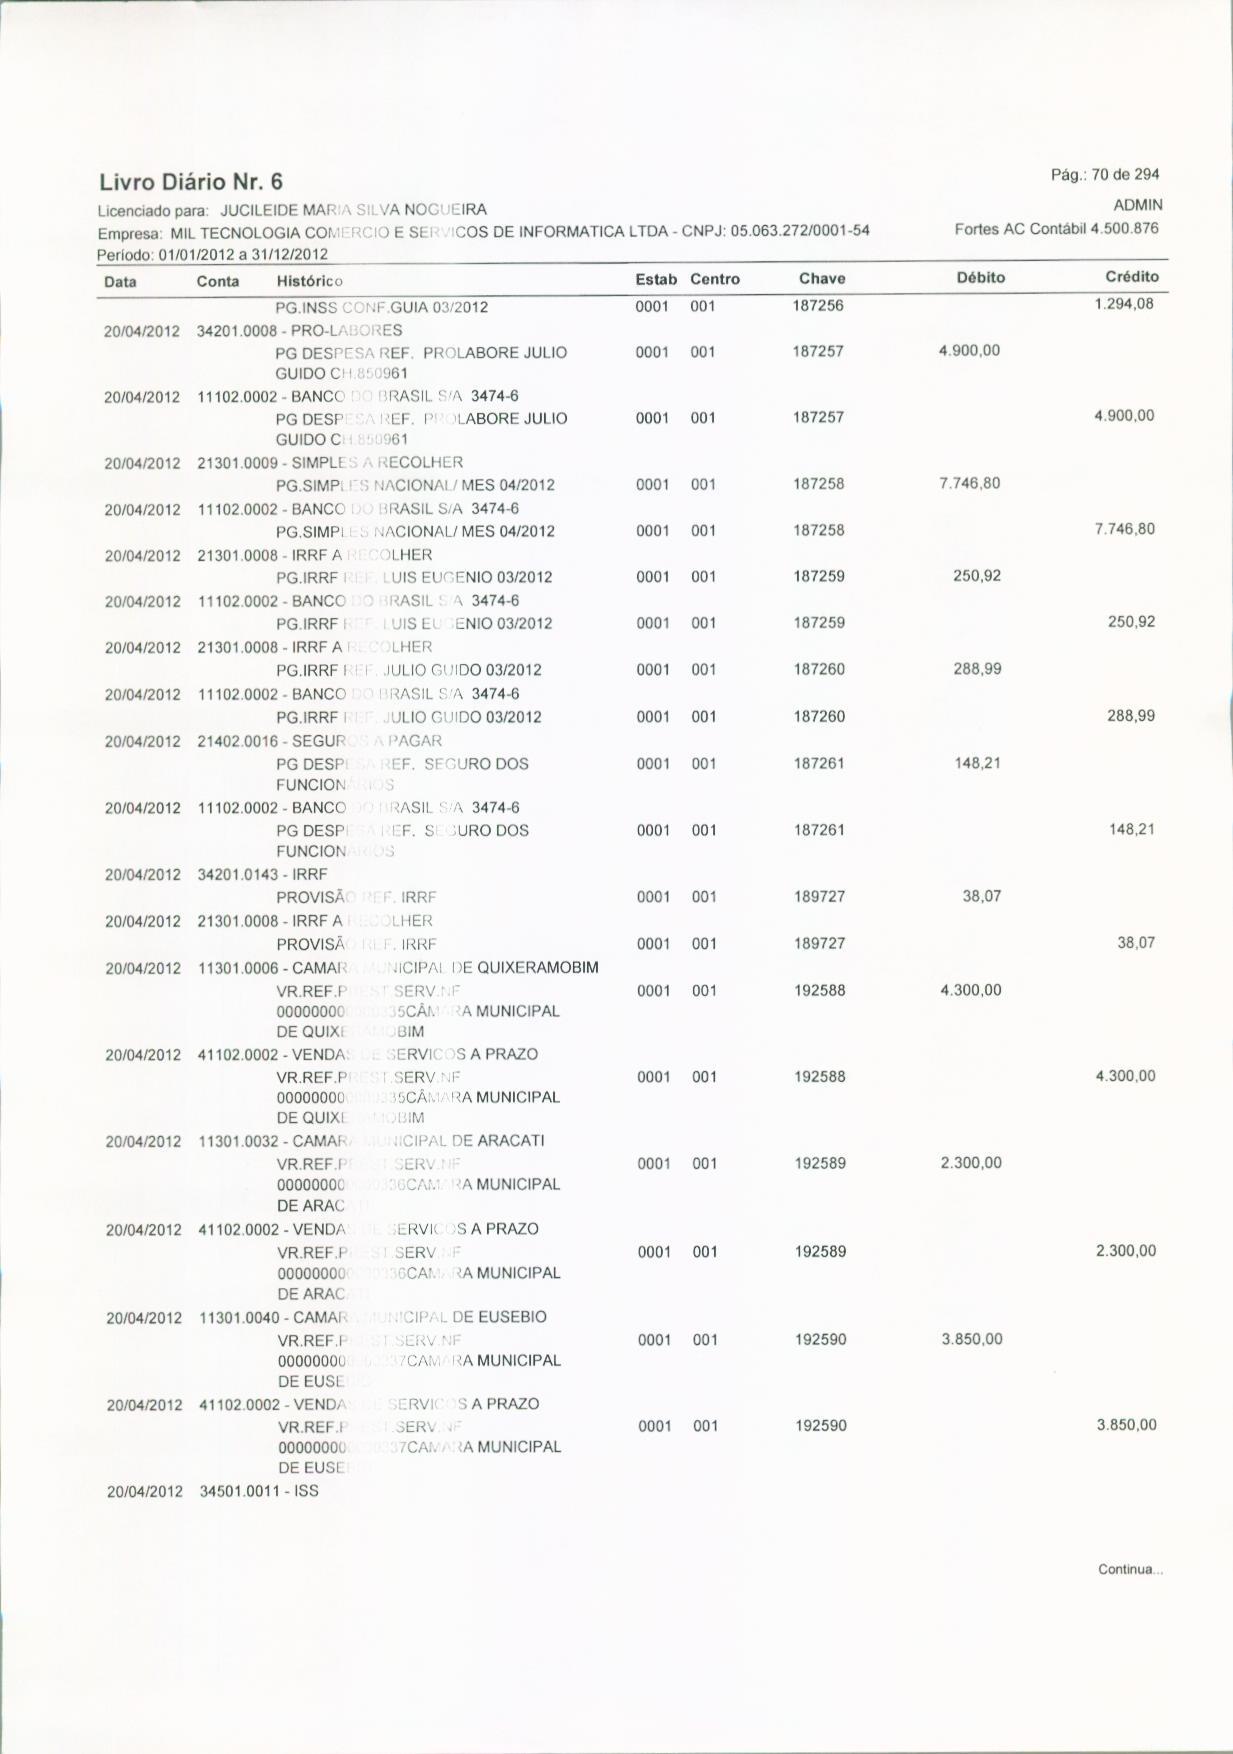 Livro Diário Nr. 6 Pág.: 70 de 294
Licenciado para: JUCILEIDE MARIA SILVA NOGUEIRA ADMIN
Empresa: MIL TECNOLOGIA COMERCIO E SERVICOS DE INFORMATICA LTDA - CNPJ: 05.063.272/0001-54 Fortes AC Contábil 4.500.876
Período: 01/01/2012 a 31/12/2012
Data Conta Histórico Estab Centro Chave Débito Crédito
PG.INSS CONF.GUIA 03/2012 0001 001 187256 1.294,08
20/04/2012 34201.0008 - PRO-LABORES
PG DESPESA REF. PROLABORE JULIO 0001 001 187257 4.900,00
GUIDO CH.850961
20/04/2012 11102.0002 - BANCO DO BRASIL S/A 3474-6
PG DESPESA REF. PROLABORE JULIO 0001 001 187257 4.900,00
GUIDO CH.850961
20/04/2012 21301.0009 - SIMPLES A RECOLHER
PG.SIMPLES NACIONAL/ MES 04/2012 0001 001 187258 7.746,80
20/04/2012 11102.0002 - BANCO DO BRASIL S/A 3474-6
PG.SIMPLES NACIONAL/ MES 04/2012 0001 001 187258 7.746,80
20/04/2012 21301.0008 - IRRF A RECOLHER
PG.IRRF REF. LUIS EUGENIO 03/2012 0001 001 187259 250,92
20/04/2012 11102.0002 - BANCO DO BRASIL S/A 3474-6
PG.IRRF REF. LUIS EUGENIO 03/2012 0001 001 187259 250,92
20/04/2012 21301.0008 - IRRF A RECOLHER
PG.IRRF REF. JULIO GUIDO 03/2012 0001 001 187260 288,99
20/04/2012 11102.0002 - BANCO DO BRASIL S/A 3474-6
PG.IRRF REF. JULIO GUIDO 03/2012 0001 001 187260 288,99
20/04/2012 21402.0016 - SEGUROS A PAGAR
PG DESPESA REF. SEGURO DOS 0001 001 187261 148,21
FUNCIONARIOS
20/04/2012 11102.0002 - BANCO DO BRASIL S/A 3474-6
PG DESPESA REF. SEGURO DOS 0001 001 187261 148,21
FUNCIONARIOS
20/04/2012 34201.0143 - IRRF
PROVISÃO REF. IRRF 0001 001 189727 38,07
20/04/2012 21301.0008 - IRRF A RECOLHER
PROVISÃO REF. IRRF 0001 001 189727 38,07
20/04/2012 11301.0006 - CAMARA MUNICIPAL DE QUIXERAMOBIM
VR.REF.PREST.SERV.NF 0001 001 192588 4.300,00
MUNICIPAL
DE QUIXERAMOBIM
20/04/2012 41102.0002 - VENDAS DE SERVICOS A PRAZO
VR.REF.PREST.SERV.NF 0001 001 192588 4.300,00
MUNICIPAL
DE QUIXERAMOBIM
20/04/2012 11301.0032 - CAMARA MUNICIPAL DE ARACATI
VR.REF.PREST.SERV.NF 0001 001 192589 2.300,00
MUNICIPAL
DE ARACATI
20/04/2012 41102.0002 - VENDAS DE SERVICOS A PRAZO
VR.REF.PREST.SERV.NF 0001 001 192589 2.300,00
MUNICIPAL
DE ARACATI
20/04/2012 11301.0040 - CAMARA MUNICIPAL DE EUSEBIO
VR.REF.PREST.SERV.NF 0001 001 192590 3.850,00
MUNICIPAL
DE EUSEBIO
20/04/2012 41102.0002 - VENDAS DE SERVICOS A PRAZO
VR.REF.PREST.SERV.NF 0001 001 192590 3.850,00
MUNICIPAL
DE EUSEBIO
20/04/2012 34501.0011 - ISS
Continua...